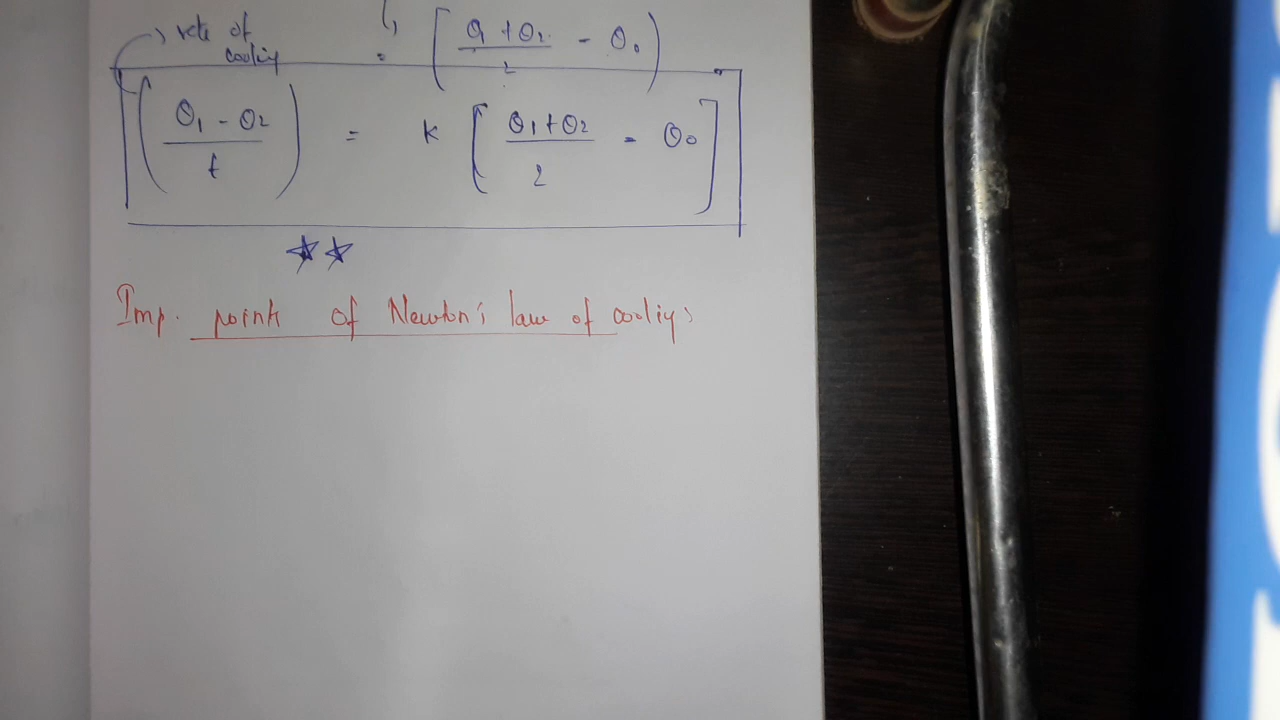 rate of
cooling = [ θ1 + θ2 / 2 - θ0 ]
( θ1 - θ2 / t ) = K [ θ1 + θ2 / 2 - θ0 ]
★★
Imp. points of Newton's law of cooling: